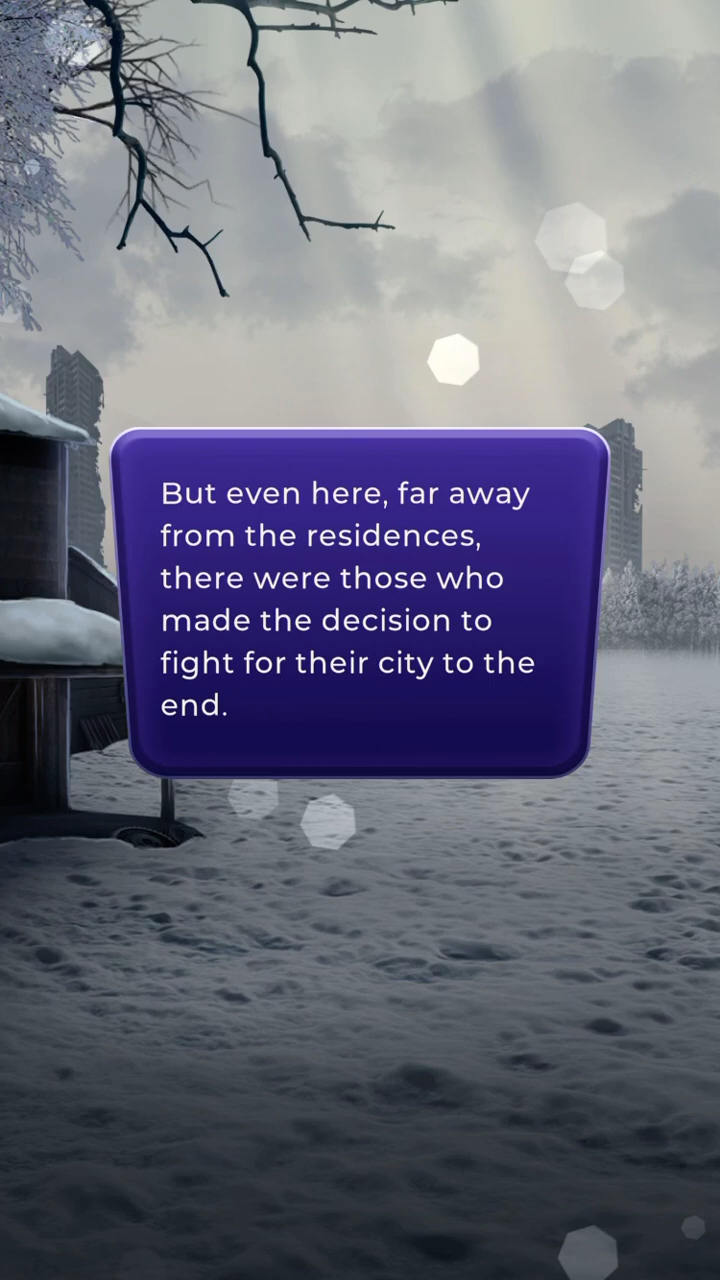 But even here, far away
from the residences,
there were those who
made the decision to
fight for their city to the
end.